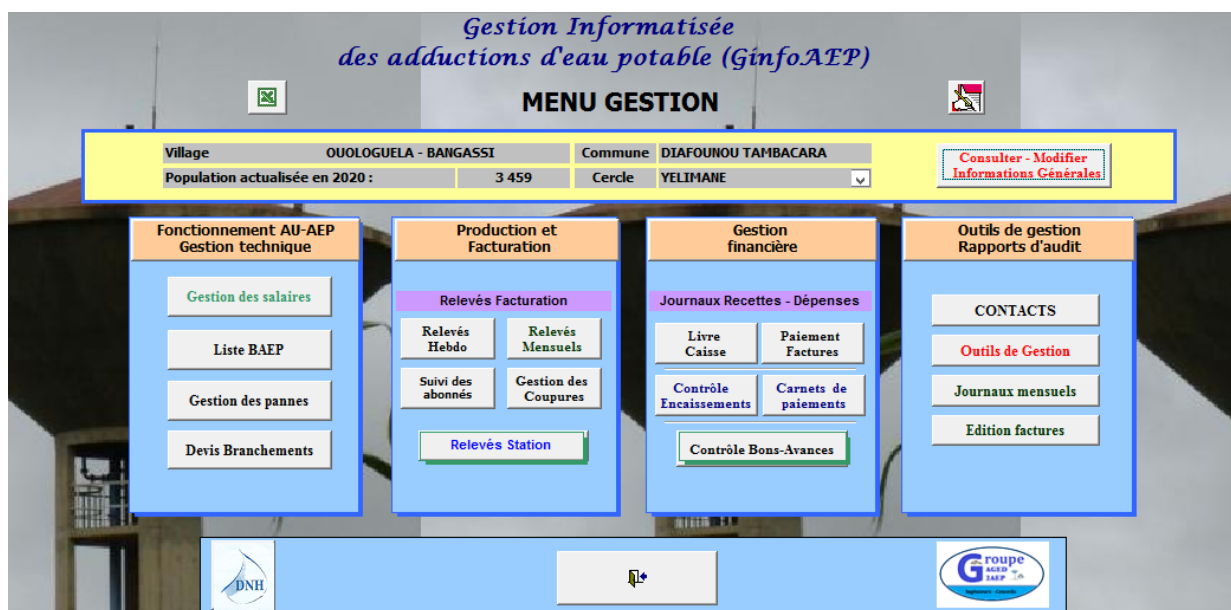 Gestion Informatisée
des adductions d'eau potable (GinfoAEP)
MENU GESTION
Village OUOLOGUELA - BANGASSI Commune DIAFOUNOU TAMBACARA
Population actualisée en 2020 : 3 459 Cercle YELIMANE
Consulter - Modifier
Informations Générales
Fonctionnement AU-AEP
Gestion technique
Gestion des salaires
Liste BAEP
Gestion des pannes
Devis Branchements
Production et
Facturation
Relevés Facturation
Relevés
Hebdo
Relevés
Mensuels
Suivi des
abonnés
Gestion des
Coupures
Relevés Station
Gestion
financière
Journaux Recettes - Dépenses
Livre
Caisse
Paiement
Factures
Contrôle
Encaissements
Carnets de
paiements
Contrôle Bons-Avances
Outils de gestion
Rapports d'audit
CONTACTS
Outils de Gestion
Journaux mensuels
Edition factures
DNH
Groupe
AGED
IAEP
Ingénieurs - Conseils